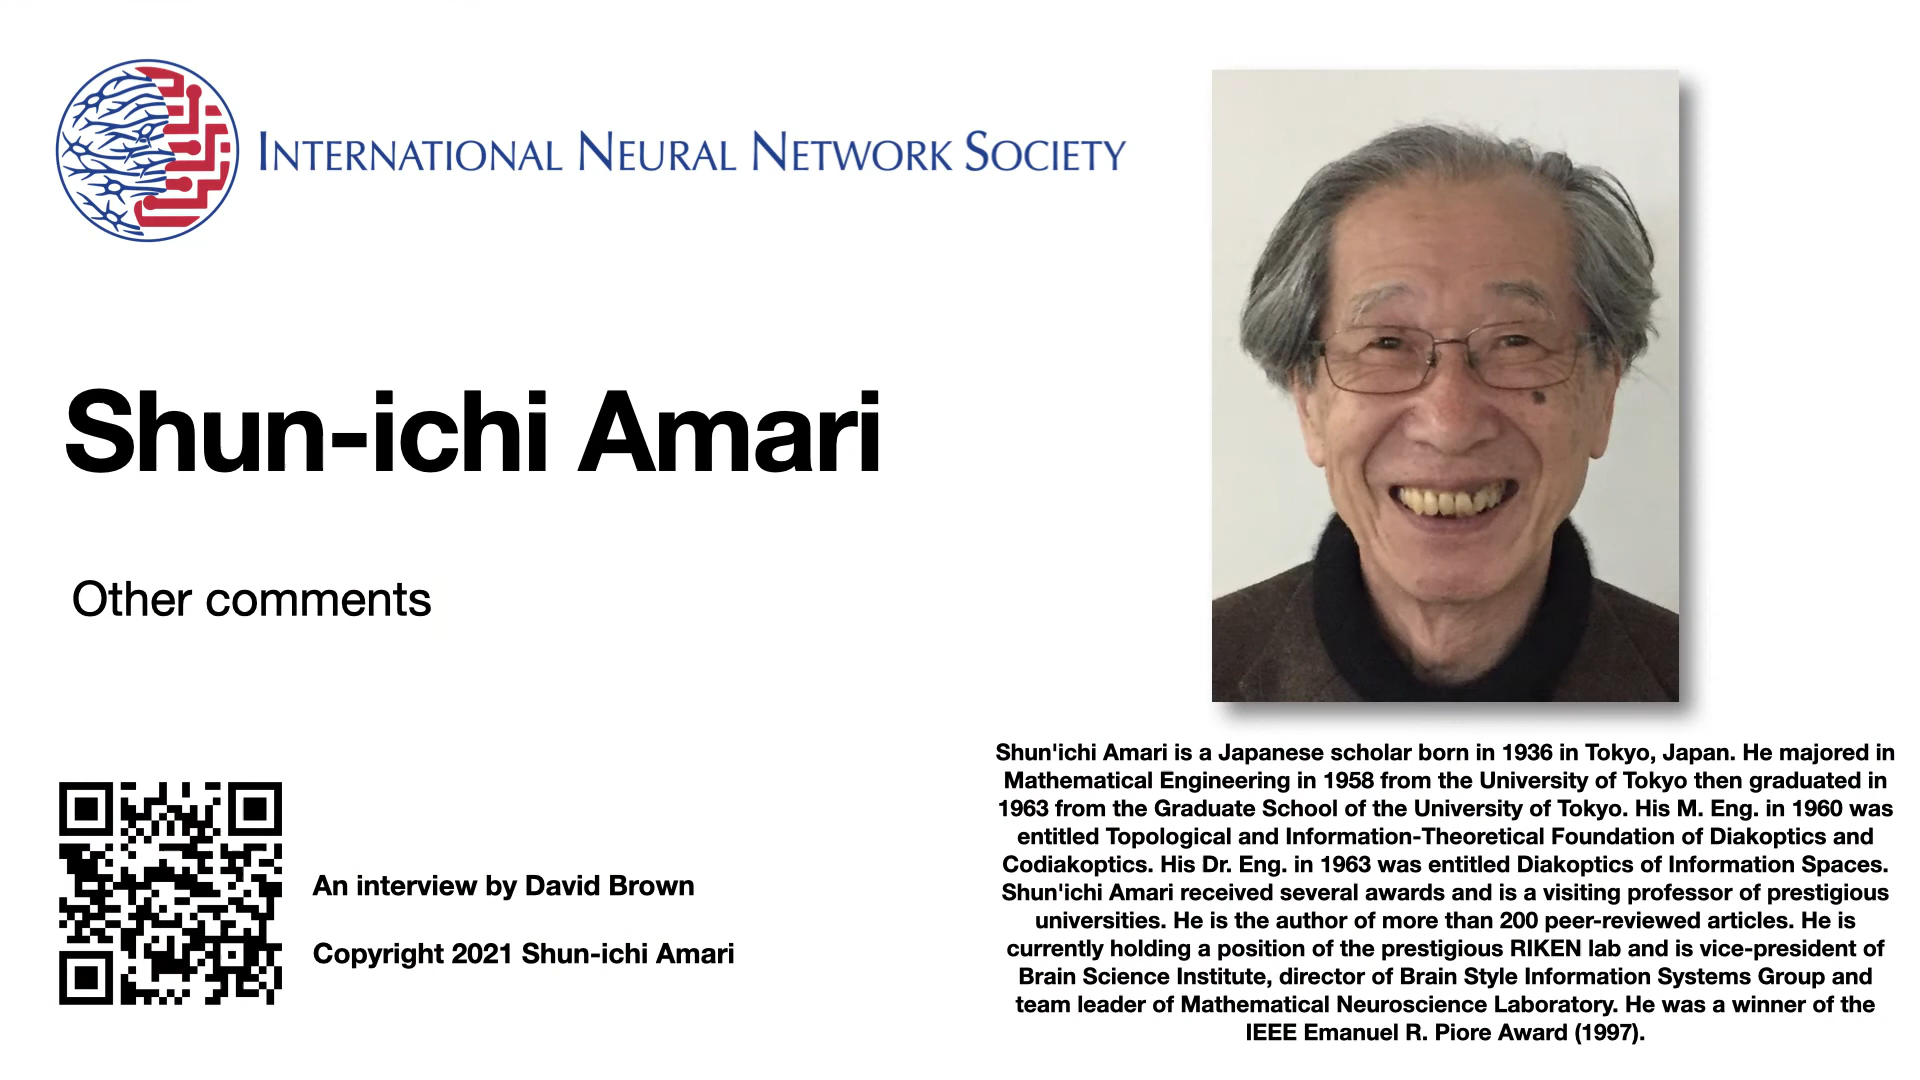 INTERNATIONAL NEURAL NETWORK SOCIETY
Shun-ichi Amari
Other comments
An interview by David Brown
Copyright 2021 Shun-ichi Amari
Shun'ichi Amari is a Japanese scholar born in 1936 in Tokyo, Japan. He majored in
Mathematical Engineering in 1958 from the University of Tokyo then graduated in
1963 from the Graduate School of the University of Tokyo. His M. Eng. in 1960 was
entitled Topological and Information-Theoretical Foundation of Diakoptics and
Codiakoptics. His Dr. Eng. in 1963 was entitled Diakoptics of Information Spaces.
Shun'ichi Amari received several awards and is a visiting professor of prestigious
universities. He is the author of more than 200 peer-reviewed articles. He is
currently holding a position of the prestigious RIKEN lab and is vice-president of
Brain Science Institute, director of Brain Style Information Systems Group and
team leader of Mathematical Neuroscience Laboratory. He was a winner of the
IEEE Emanuel R. Piore Award (1997).